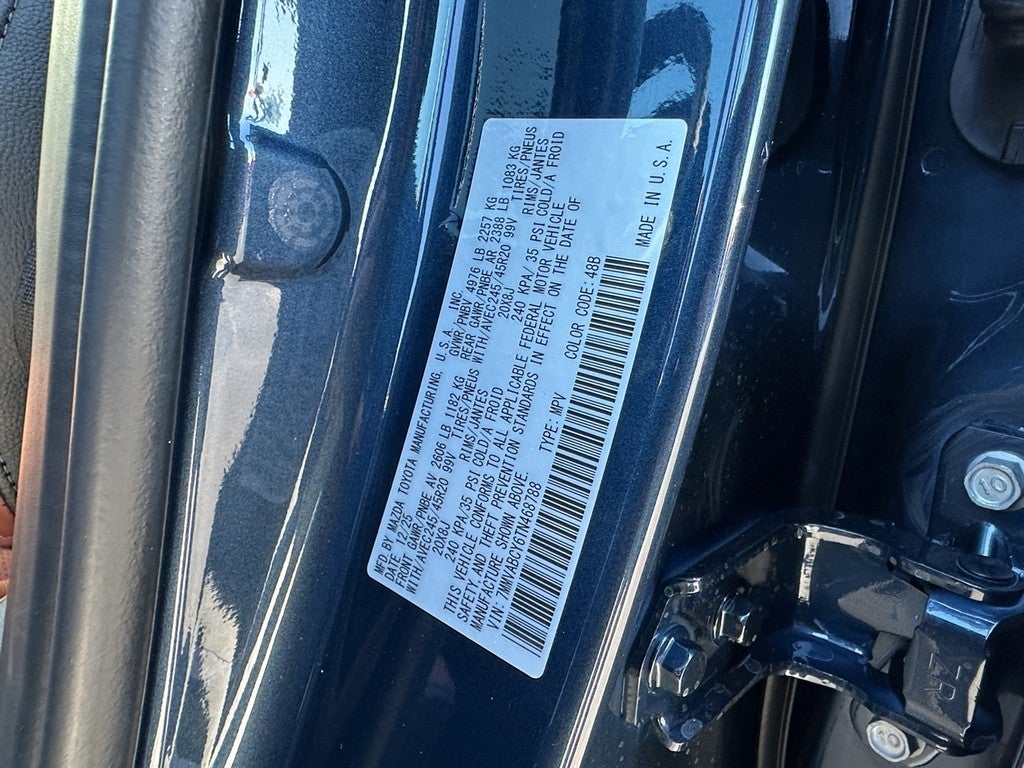 MFD BY MAZDA TOYOTA MANUFACTURING, U.S.A., INC.
DATE: 12/25 GVWR/PNBV 4976 LB 2257 KG
FRONT GAWR/PNBE AV 2606 LB 1182 KG REAR GAWR/PNBE AR 2388 LB 1083 KG
WITH/AVEC245/45R20 99V TIRES/PNEUS WITH/AVEC245/45R20 99V TIRES/PNEUS
20X8J RIMS/JANTES 20X8J RIMS/JANTES
240 KPA/35 PSI COLD/A FROID 240 KPA/35 PSI COLD/A FROID
THIS VEHICLE CONFORMS TO ALL APPLICABLE FEDERAL MOTOR VEHICLE
SAFETY, AND THEFT PREVENTION STANDARDS IN EFFECT ON THE DATE OF
MANUFACTURE SHOWN ABOVE.
VIN: 7MMVABCY6TN468788 TYPE: MPV COLOR CODE: 48B
MADE IN U.S.A.